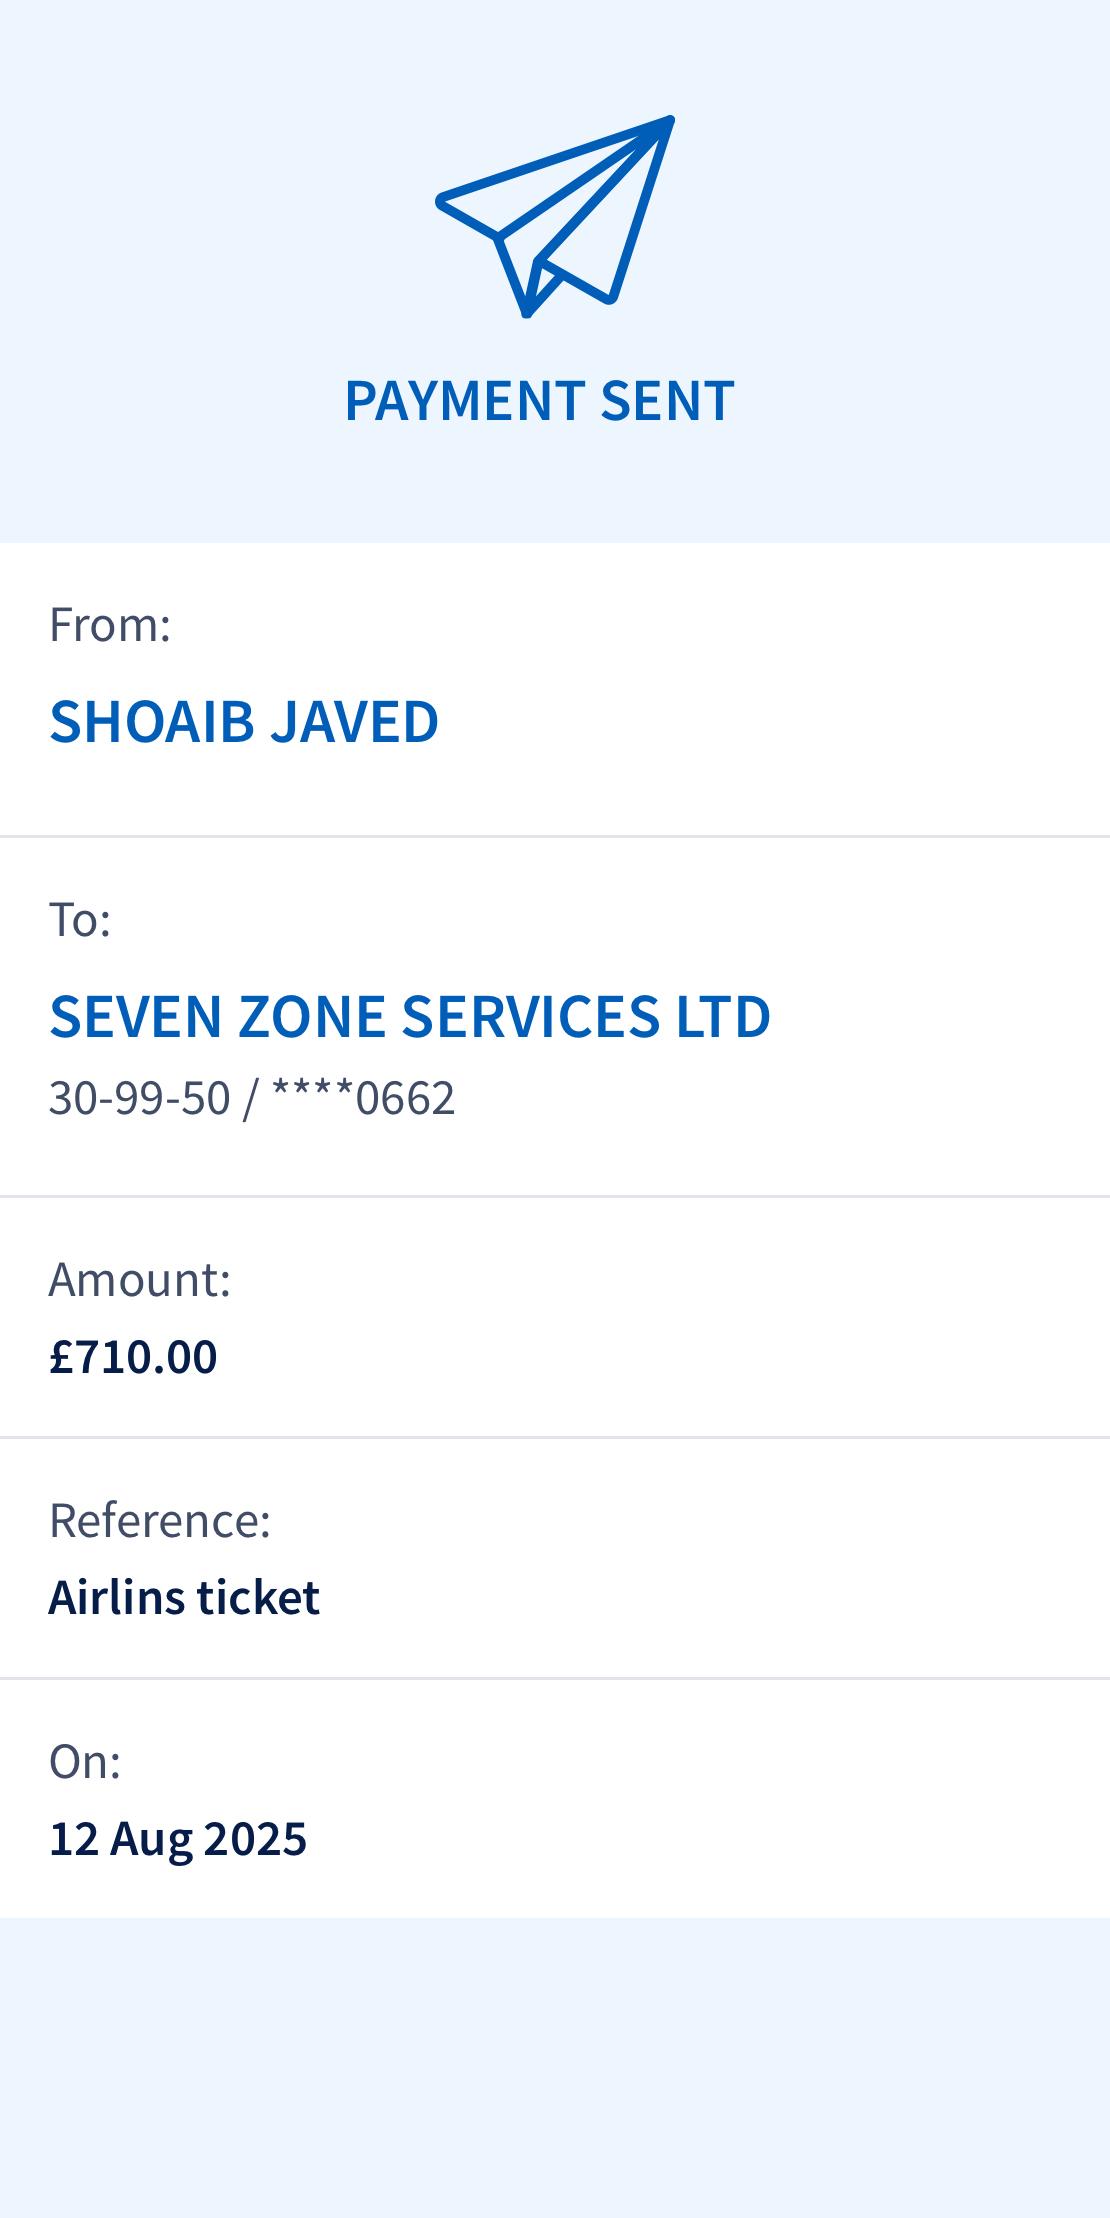 PAYMENT SENT
From:
SHOAIB JAVED
To:
SEVEN ZONE SERVICES LTD
30-99-50 / ****0662
Amount:
£710.00
Reference:
Airlins ticket
On:
12 Aug 2025